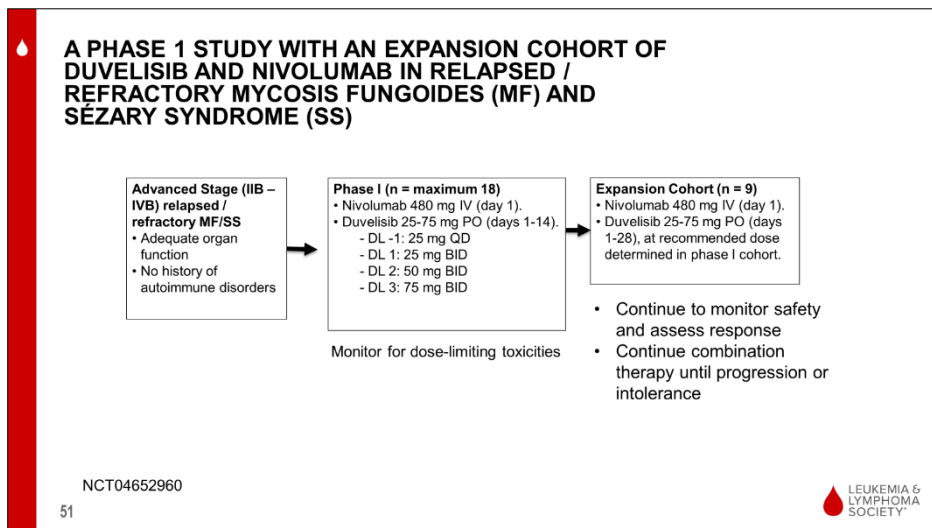 A PHASE 1 STUDY WITH AN EXPANSION COHORT OF
DUVELISIB AND NIVOLUMAB IN RELAPSED /
REFRACTORY MYCOSIS FUNGOIDES (MF) AND
SÉZARY SYNDROME (SS)
Advanced Stage (IIB –
IVB) relapsed /
refractory MF/SS
• Adequate organ
function
• No history of
autoimmune disorders
Phase I (n = maximum 18)
• Nivolumab 480 mg IV (day 1).
• Duvelisib 25-75 mg PO (days 1-14).
- DL -1: 25 mg QD
- DL 1: 25 mg BID
- DL 2: 50 mg BID
- DL 3: 75 mg BID
Monitor for dose-limiting toxicities
Expansion Cohort (n = 9)
• Nivolumab 480 mg IV (day 1).
• Duvelisib 25-75 mg PO (days
1-28), at recommended dose
determined in phase I cohort.
• Continue to monitor safety
and assess response
• Continue combination
therapy until progression or
intolerance
NCT04652960
51
LEUKEMIA &
LYMPHOMA
SOCIETY®